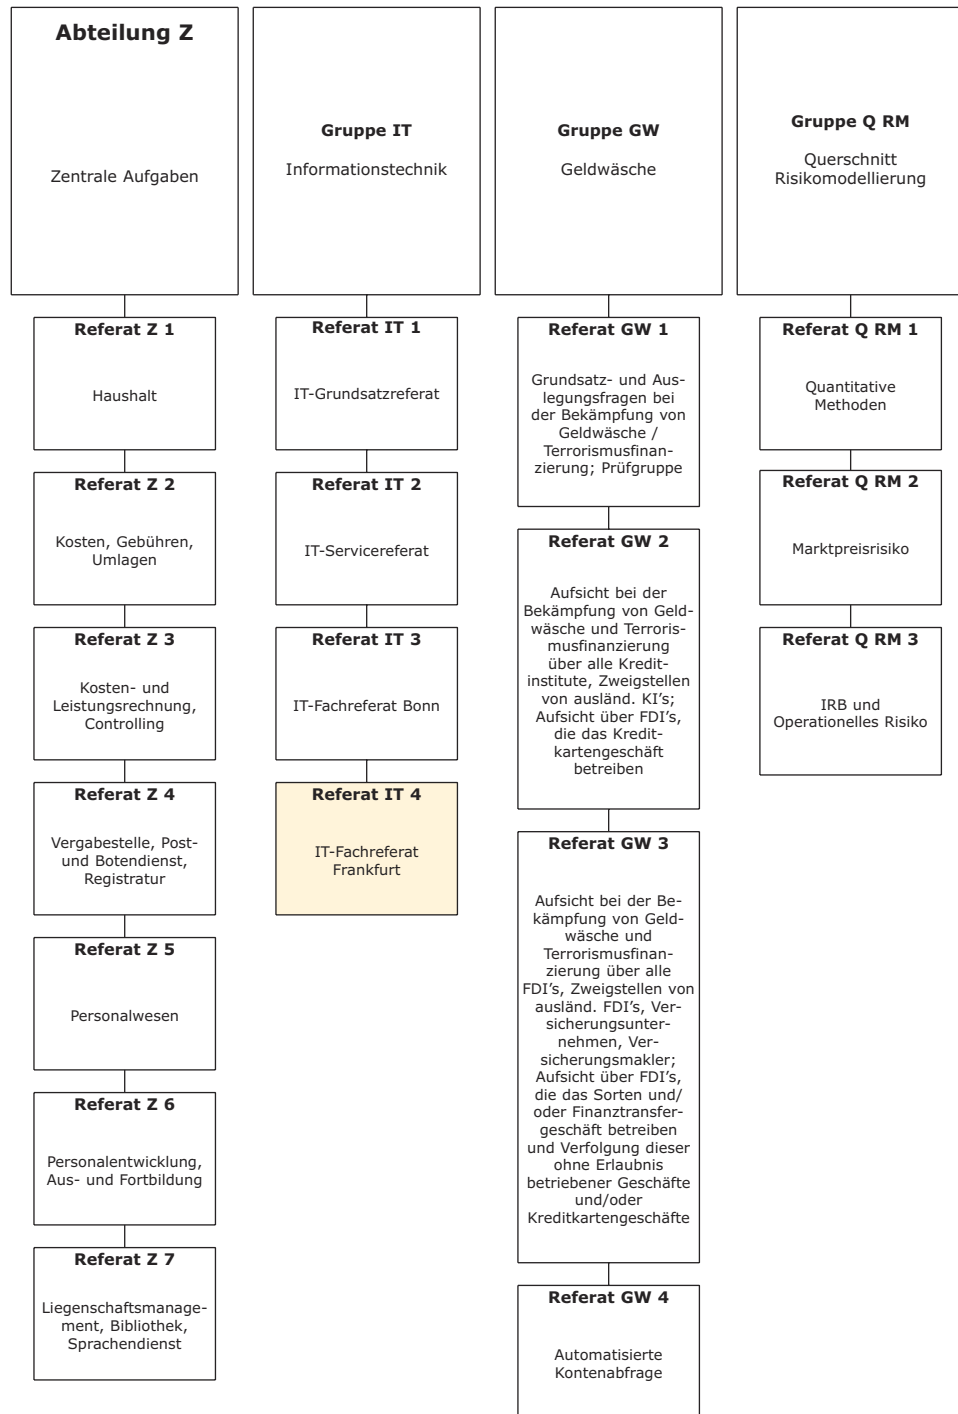 Abteilung Z
Zentrale Aufgaben
Referat Z 1
Haushalt
Referat Z 2
Kosten, Gebühren,
Umlagen
Referat Z 3
Kosten- und
Leistungsrechnung,
Controlling
Referat Z 4
Vergabestelle, Post-
und Botendienst,
Registratur
Referat Z 5
Personalwesen
Referat Z 6
Personalentwicklung,
Aus- und Fortbildung
Referat Z 7
Liegenschaftsmanage-
ment, Bibliothek,
Sprachendienst
Gruppe IT
Informationstechnik
Referat IT 1
IT-Grundsatzreferat
Referat IT 2
IT-Servicereferat
Referat IT 3
IT-Fachreferat Bonn
Referat IT 4
IT-Fachreferat
Frankfurt
Gruppe GW
Geldwäsche
Referat GW 1
Grundsatz- und Aus-
legungsfragen bei
der Bekämpfung von
Geldwäsche /
Terrorismusfinan-
zierung; Prüfgruppe
Referat GW 2
Aufsicht bei der
Bekämpfung von Geld-
wäsche und Terroris-
musfinanzierung
über alle Kredit-
institute, Zweigstellen
von ausländ. KI's;
Aufsicht über FDI's,
die das Kredit-
kartengeschäft
betreiben
Referat GW 3
Aufsicht bei der Be-
kämpfung von Geld-
wäsche und
Terrorismusfinan-
zierung über alle
FDI's, Zweigstellen von
ausländ. FDI's, Ver-
sicherungsunter-
nehmen, Ver-
sicherungsmakler;
Aufsicht über FDI's,
die das Sorten und/
oder Finanztransfer-
geschäft betreiben
und Verfolgung dieser
ohne Erlaubnis
betriebener Geschäfte
und/oder
Kreditkartengeschäfte
Referat GW 4
Automatisierte
Kontenabfrage
Gruppe Q RM
Querschnitt
Risikomodellierung
Referat Q RM 1
Quantitative
Methoden
Referat Q RM 2
Marktpreisrisiko
Referat Q RM 3
IRB und
Operationelles Risiko